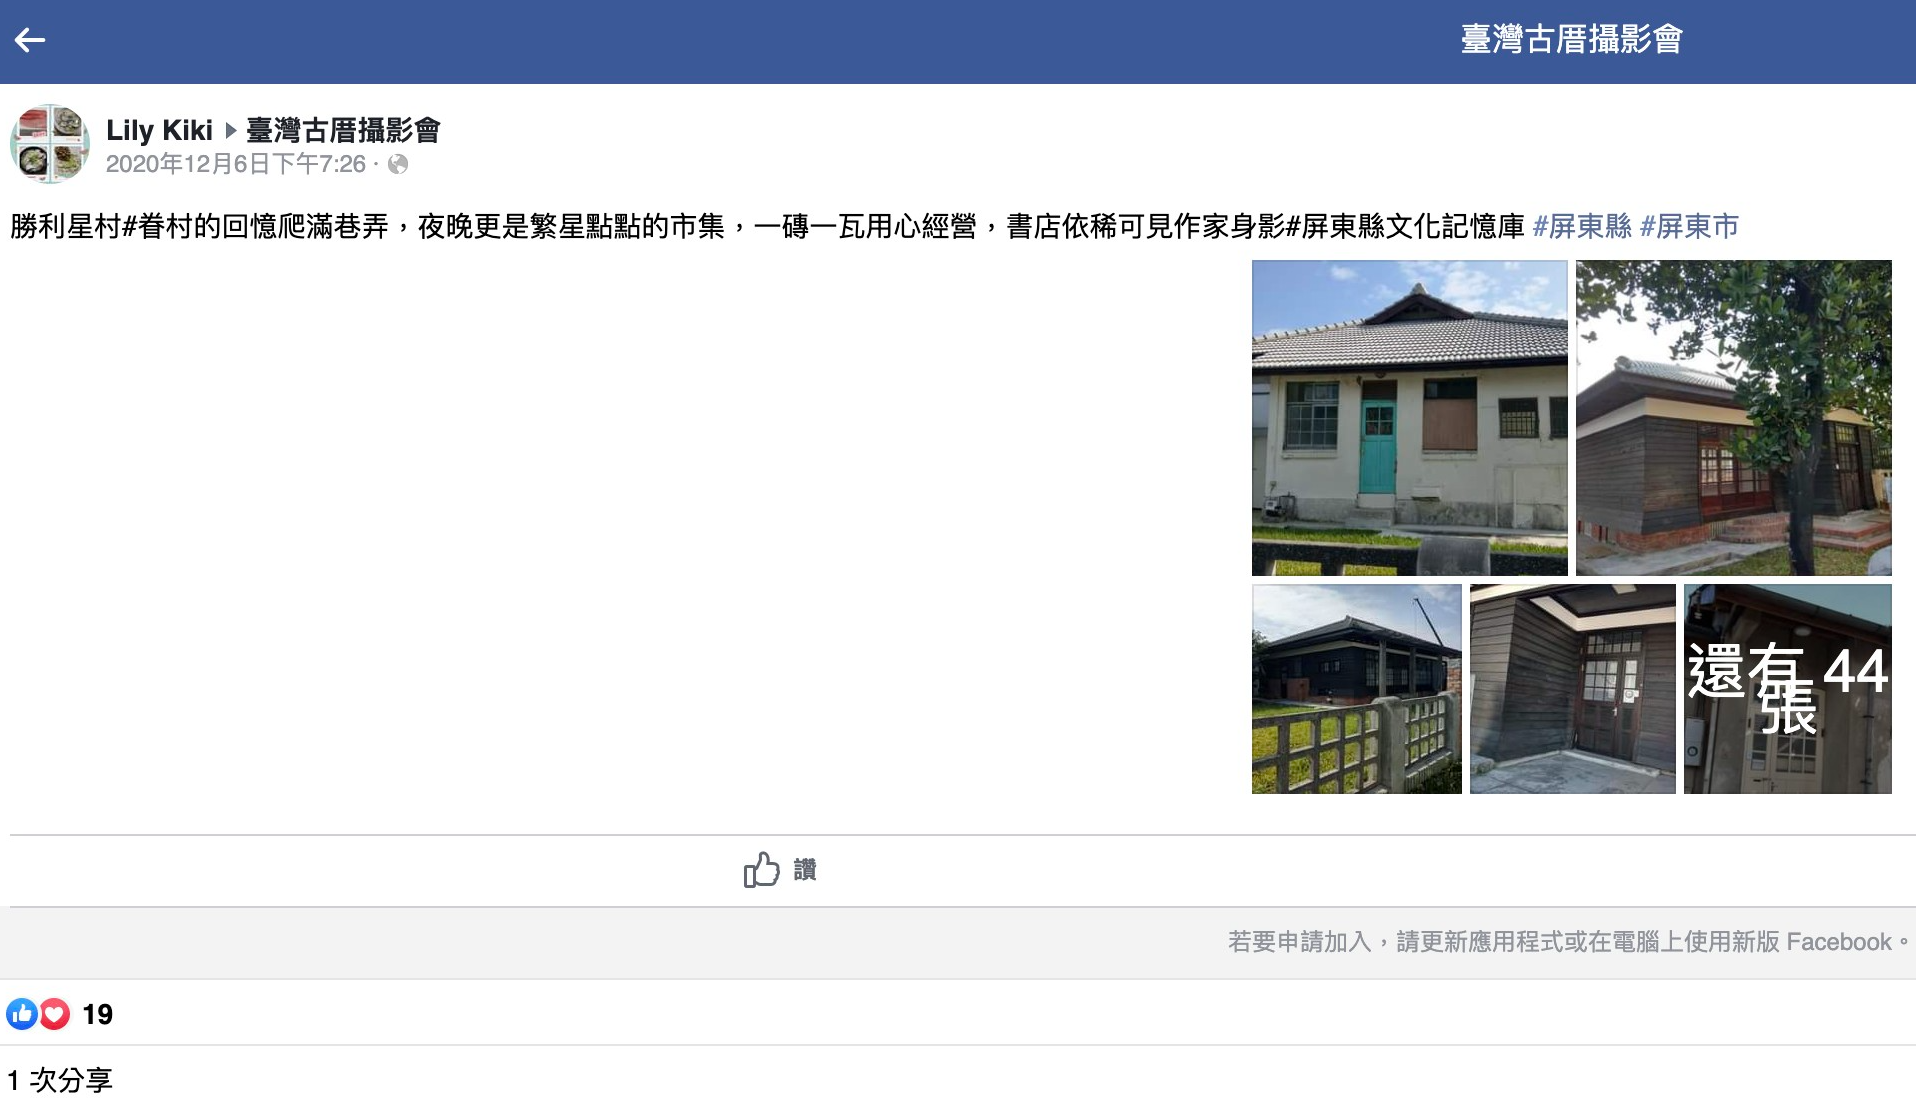 臺灣古厝攝影會
Lily Kiki ▶ 臺灣古厝攝影會
2020年12月6日下午7:26 ·
勝利星村#眷村的回憶爬滿巷弄，夜晚更是繁星點點的市集，一磚一瓦用心經營，書店依稀可見作家身影#屏東縣文化記憶庫 #屏東縣 #屏東市
還有 44
張
讚
若要申請加入，請更新應用程式或在電腦上使用新版 Facebook。
19
1 次分享